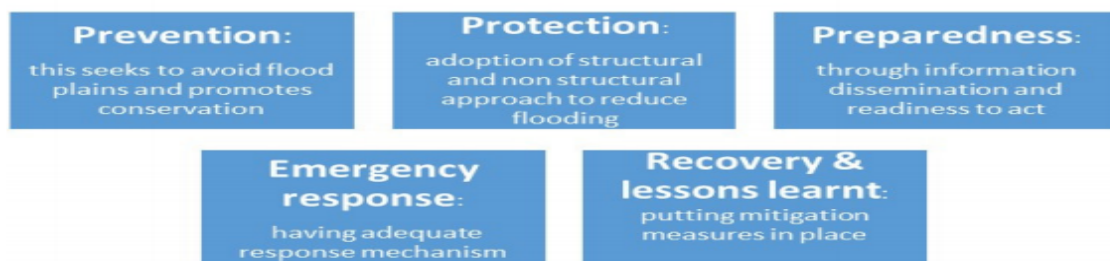 Prevention:
this seeks to avoid flood
plains and promotes
conservation
Protection:
adoption of structural
and non structural
approach to reduce
flooding
Preparedness:
through information
dissemination and
readiness to act
Emergency
response:
having adequate
response mechanism
Recovery &
lessons learnt:
putting mitigation
measures in place